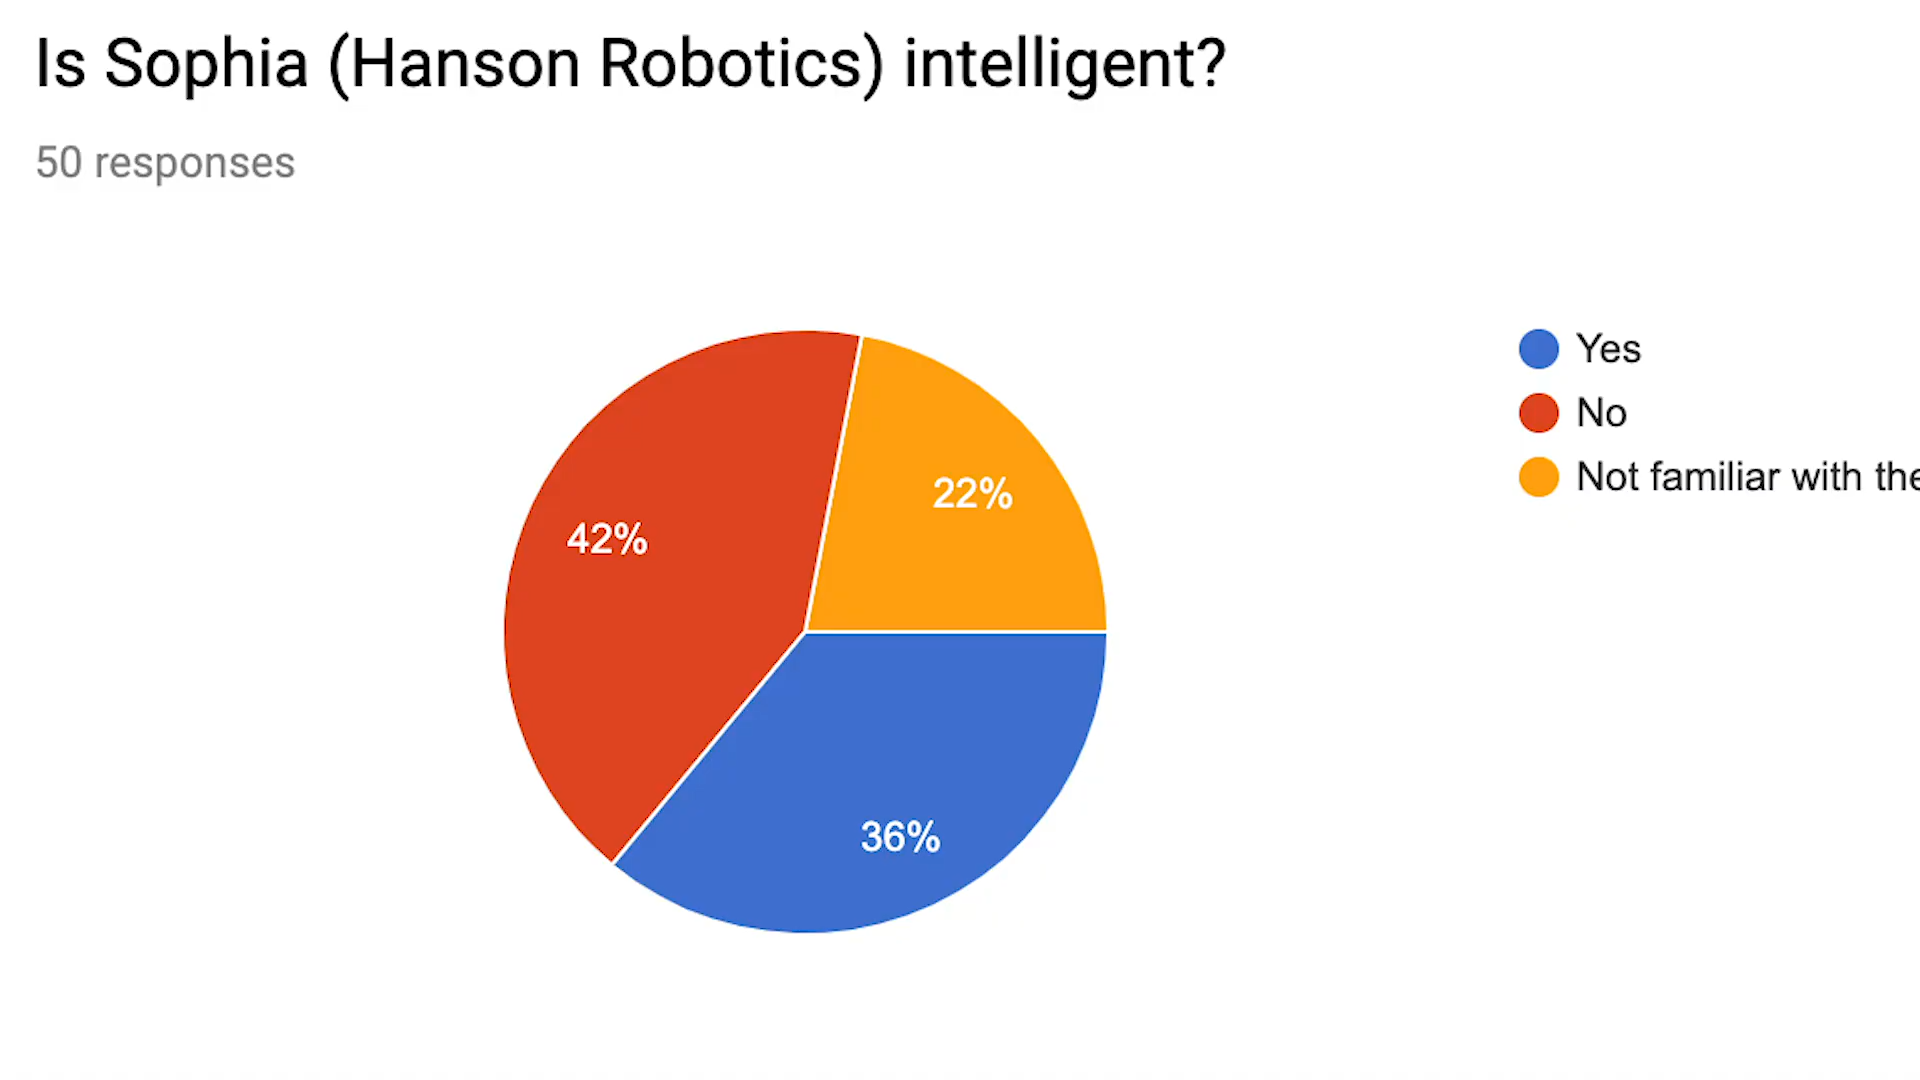 Is Sophia (Hanson Robotics) intelligent?
50 responses
Yes
No
Not familiar with
22%
42%
36%